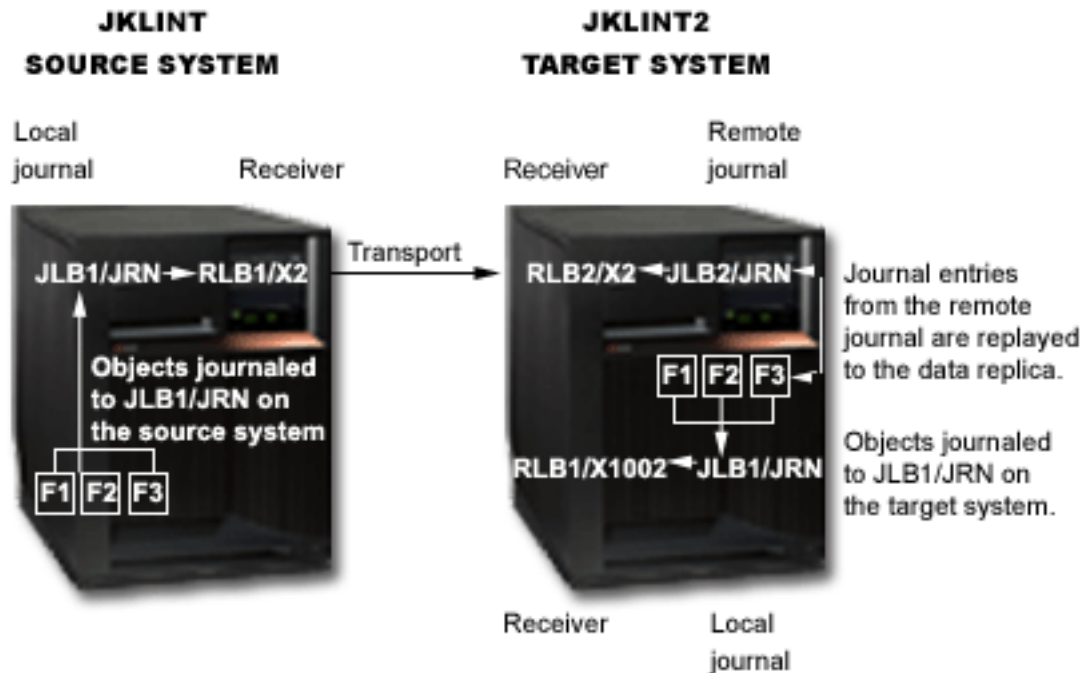 JKLINT
SOURCE SYSTEM
JKLINT2
TARGET SYSTEM
Local
journal
Receiver
Receiver
Remote
journal
JLB1/JRN
RLB1/X2
Transport
RLB2/X2
JLB2/JRN
Journal entries
from the remote
journal are replayed
to the data replica.
Objects journaled
to JLB1/JRN on
the source system
F1
F2
F3
F1
F2
F3
RLB1/X1002
JLB1/JRN
Objects journaled
to JLB1/JRN on
the target system.
Receiver
Local
journal